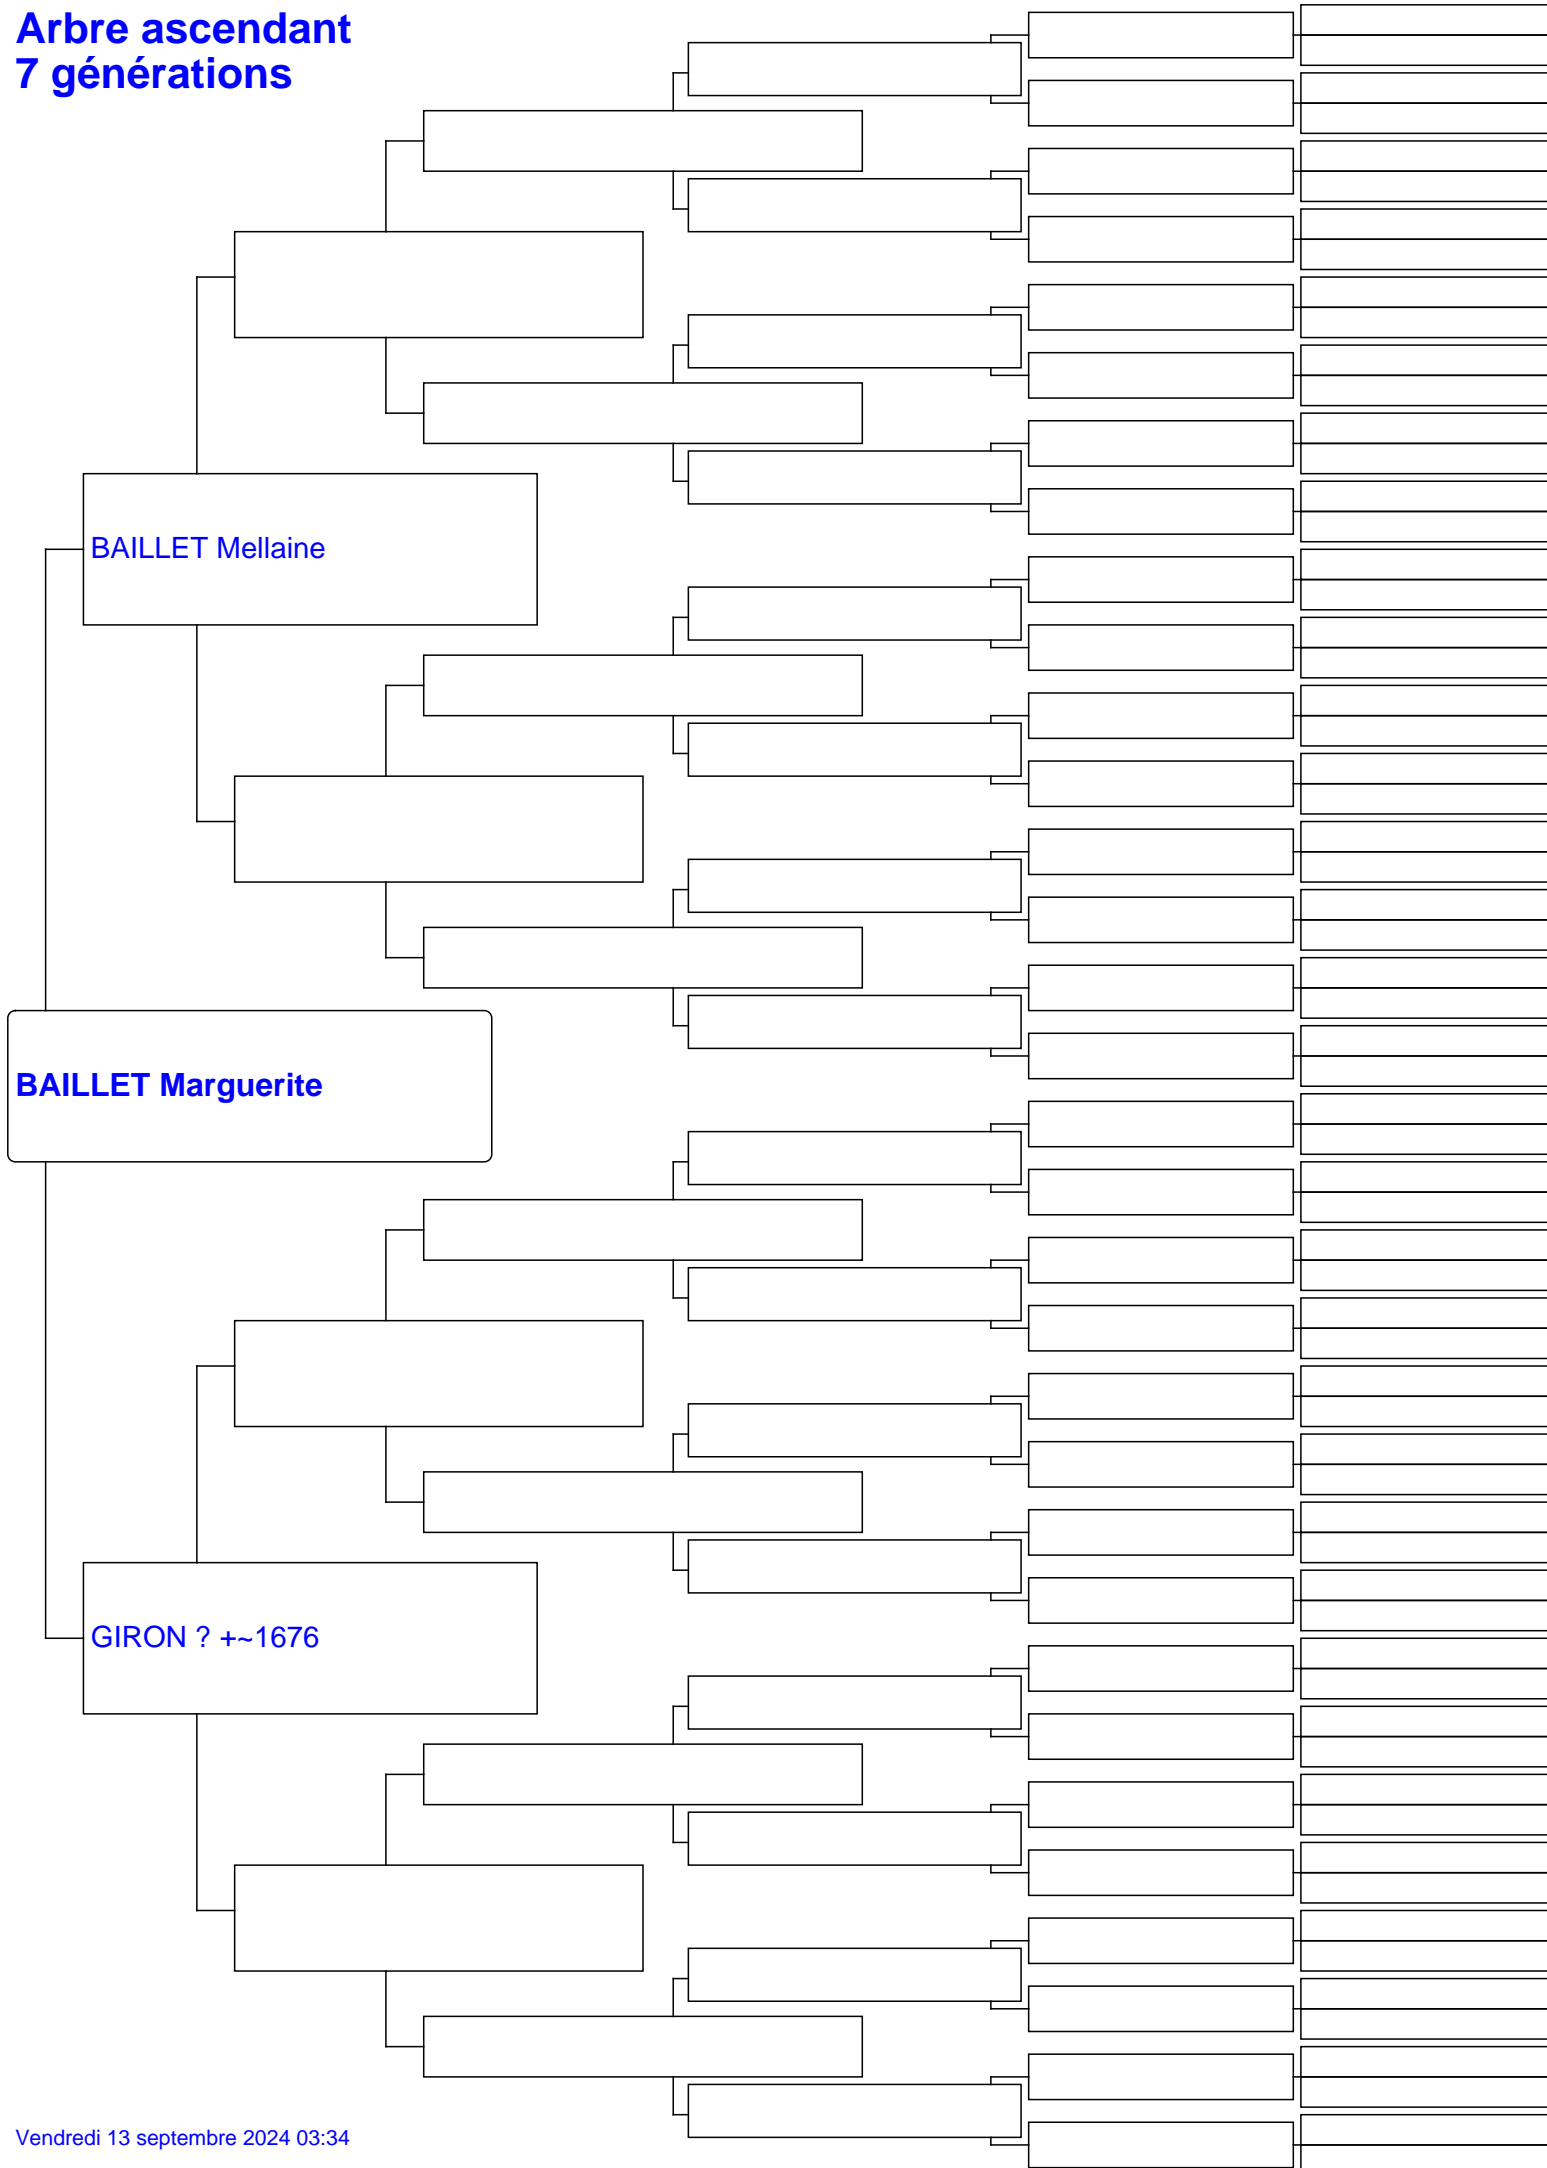 Arbre ascendant
7 générations
BAILLET Mellaine
BAILLET Marguerite
GIRON ? +~1676
Vendredi 13 septembre 2024 03:34